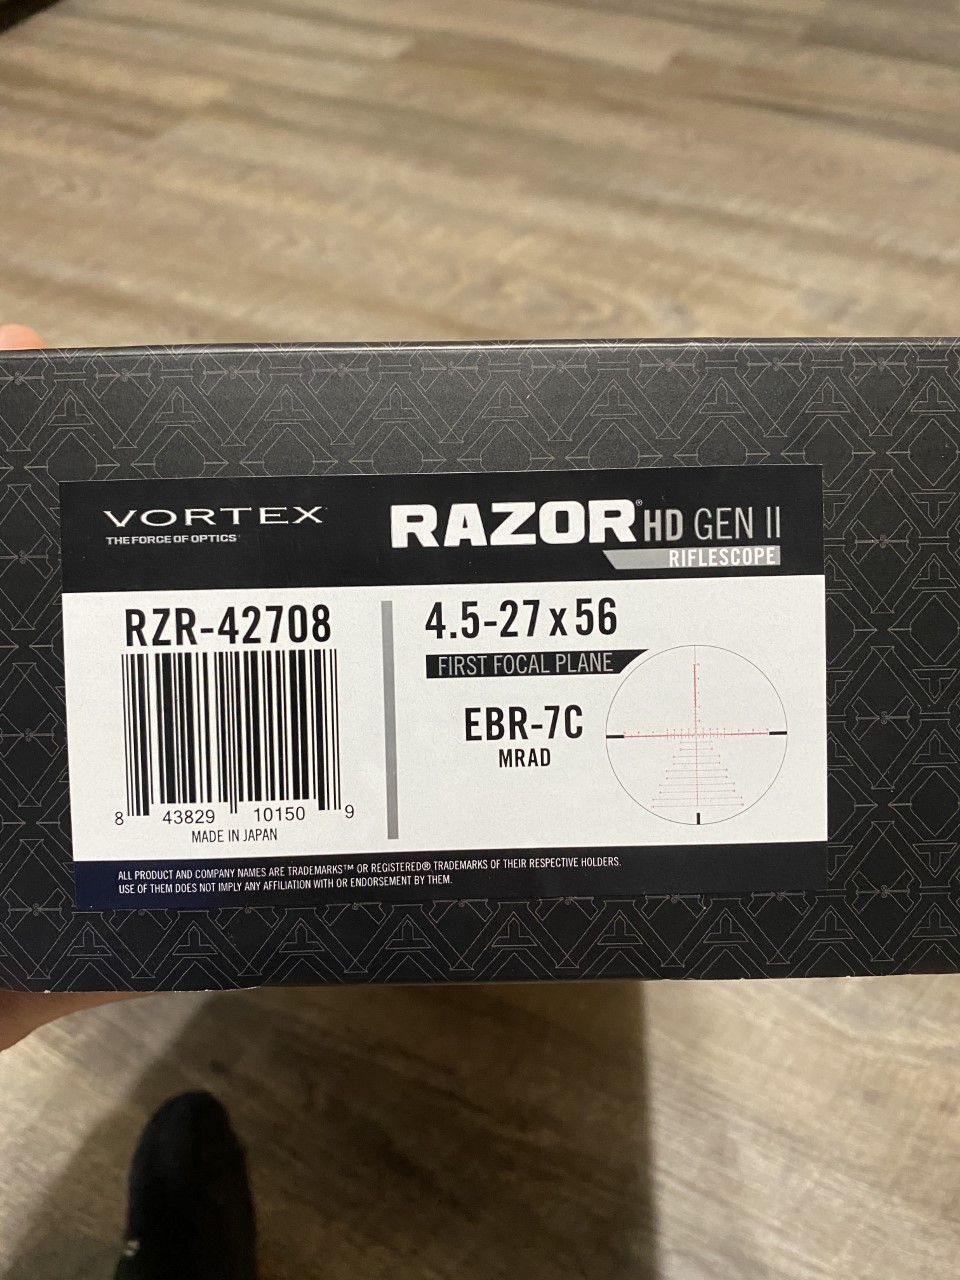 VORTEX
THE FORCE OF OPTICS
RAZOR® HD GEN II
RIFLESCOPE
RZR-42708
8 43829 10150 9
MADE IN JAPAN
4.5-27x56
FIRST FOCAL PLANE
EBR-7C
MRAD
ALL PRODUCT AND COMPANY NAMES ARE TRADEMARKS™ OR REGISTERED® TRADEMARKS OF THEIR RESPECTIVE HOLDERS.
USE OF THEM DOES NOT IMPLY ANY AFFILIATION WITH OR ENDORSEMENT BY THEM.